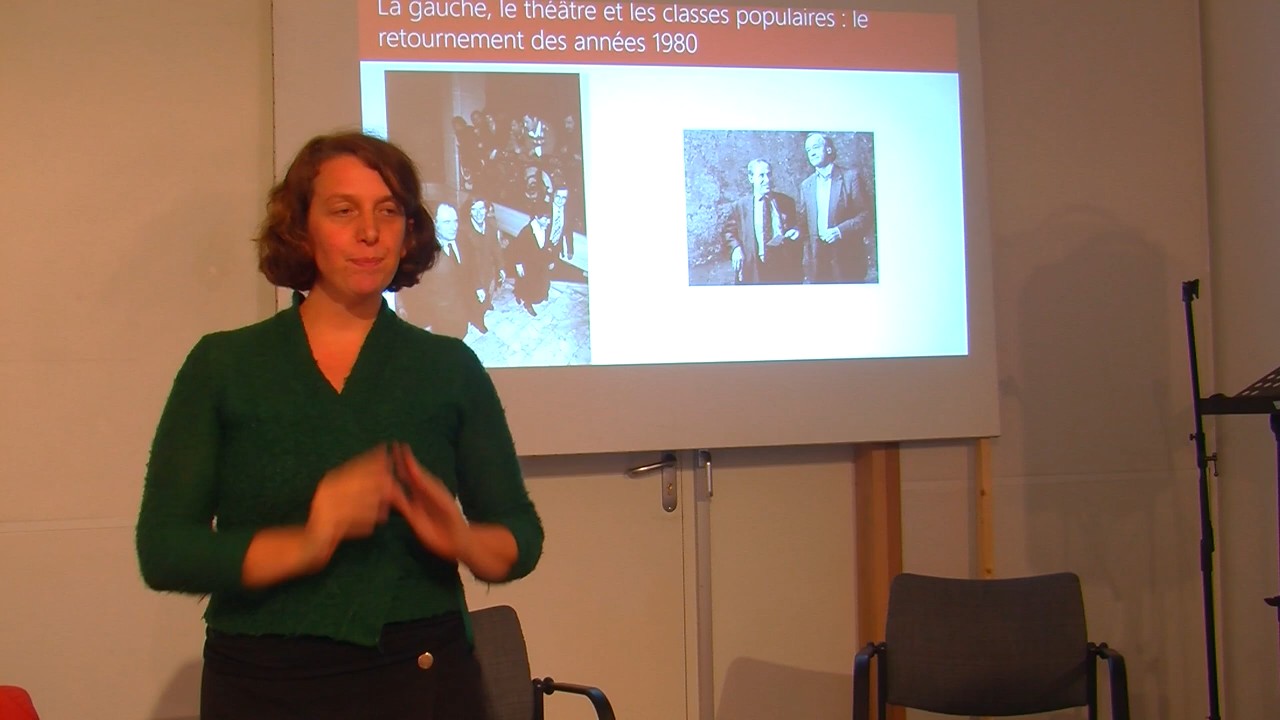 La gauche, le théâtre et les classes populaires : le
retournement des années 1980